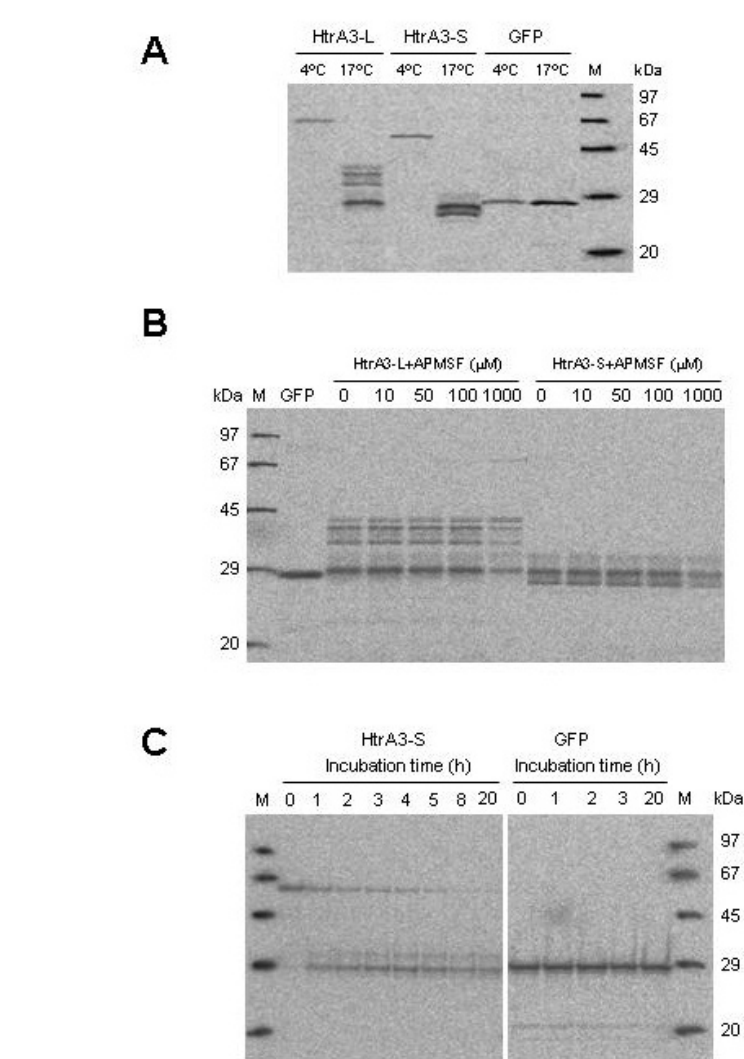 A
HtrA3-L HtrA3-S GFP
4ºC 17ºC 4ºC 17ºC 4ºC 17ºC M kDa
97
67
45
29
20
B
HtrA3-L+APMSF (µM) HtrA3-S+APMSF (µM)
kDa M GFP 0 10 50 100 1000 0 10 50 100 1000
97
67
45
29
20
C
HtrA3-S GFP
Incubation time (h) Incubation time (h)
M 0 1 2 3 4 5 8 20 0 1 2 3 20 M kDa
97
67
45
29
20